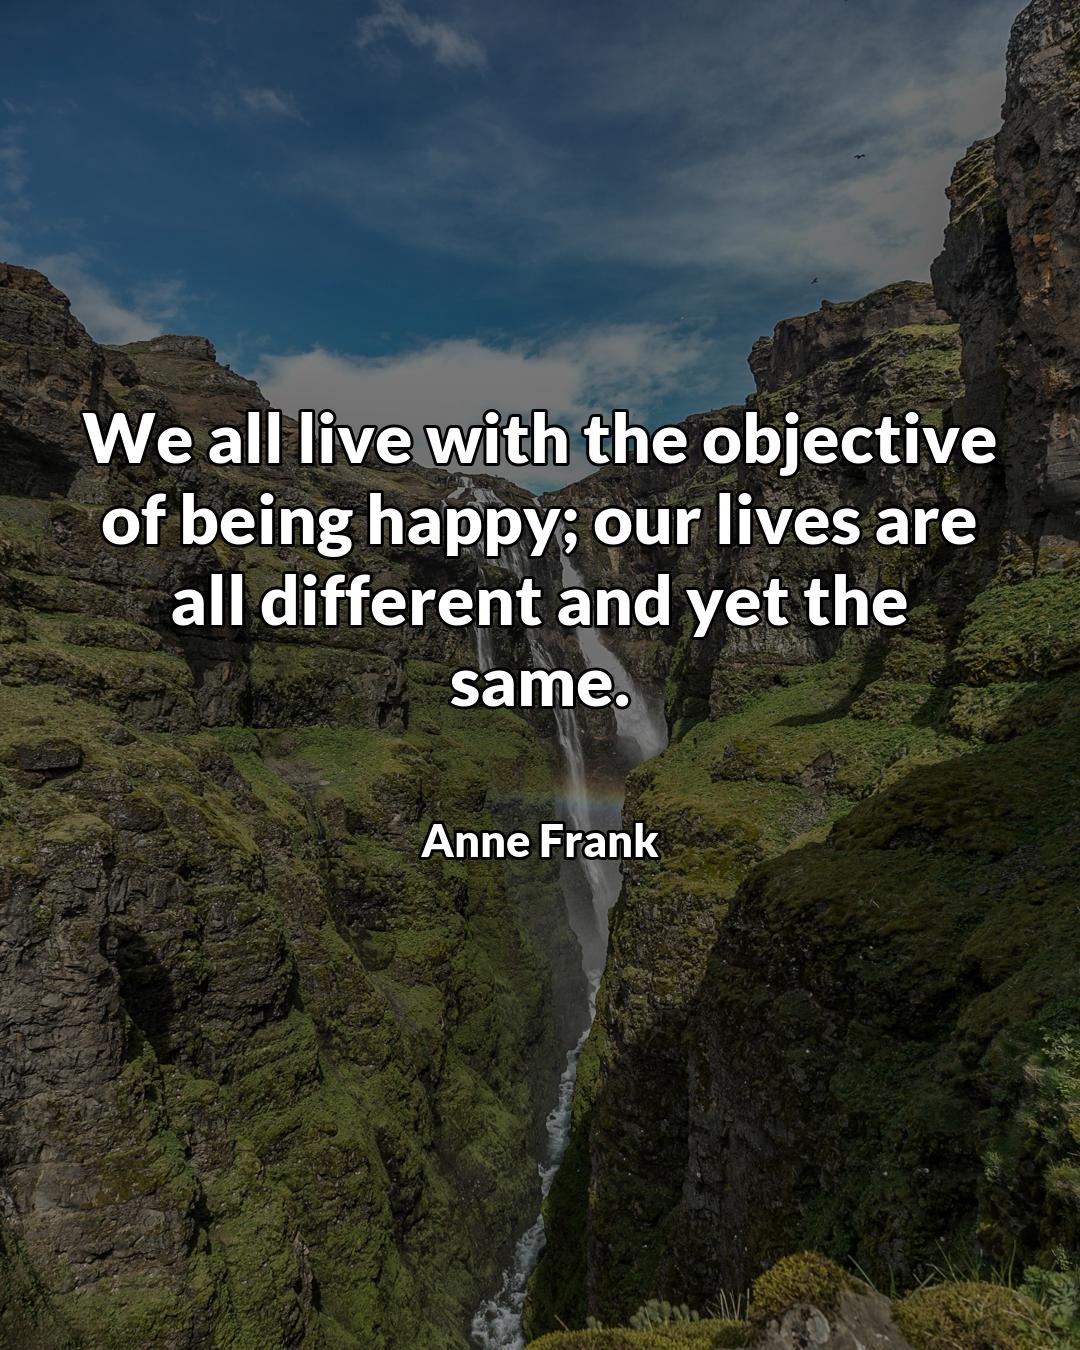 We all live with the objective
of being happy; our lives are
all different and yet the
same.
Anne Frank